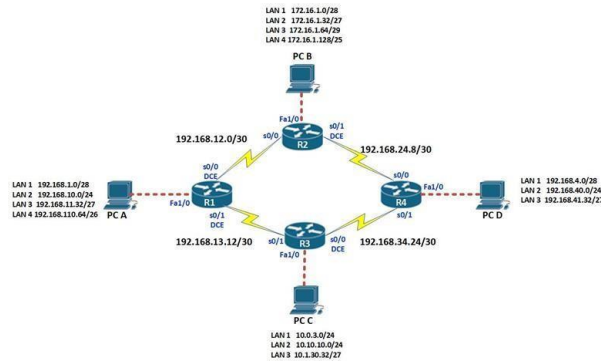 LAN 1 172.16.1.0/28
LAN 2 172.16.1.32/27
LAN 3 172.16.1.64/29
LAN 4 172.16.1.128/25
PC B
Fa1/0
s0/1
DCE
s0/0
R2
192.168.12.0/30
192.168.24.8/30
s0/0
DCE
s0/0
LAN 1 192.168.1.0/28
LAN 2 192.168.10.0/24
LAN 3 192.168.11.32/27
LAN 4 192.168.110.64/26
PC A
Fa1/0
R1
R4
Fa1/0
LAN 1 192.168.4.0/28
LAN 2 192.168.40.0/24
LAN 3 192.168.41.32/27
PC D
s0/1
DCE
s0/1
192.168.13.12/30
s0/1
R3
s0/0
DCE
192.168.34.24/30
Fa1/0
PC C
LAN 1 10.0.3.0/24
LAN 2 10.10.10.0/24
LAN 3 10.1.30.32/27